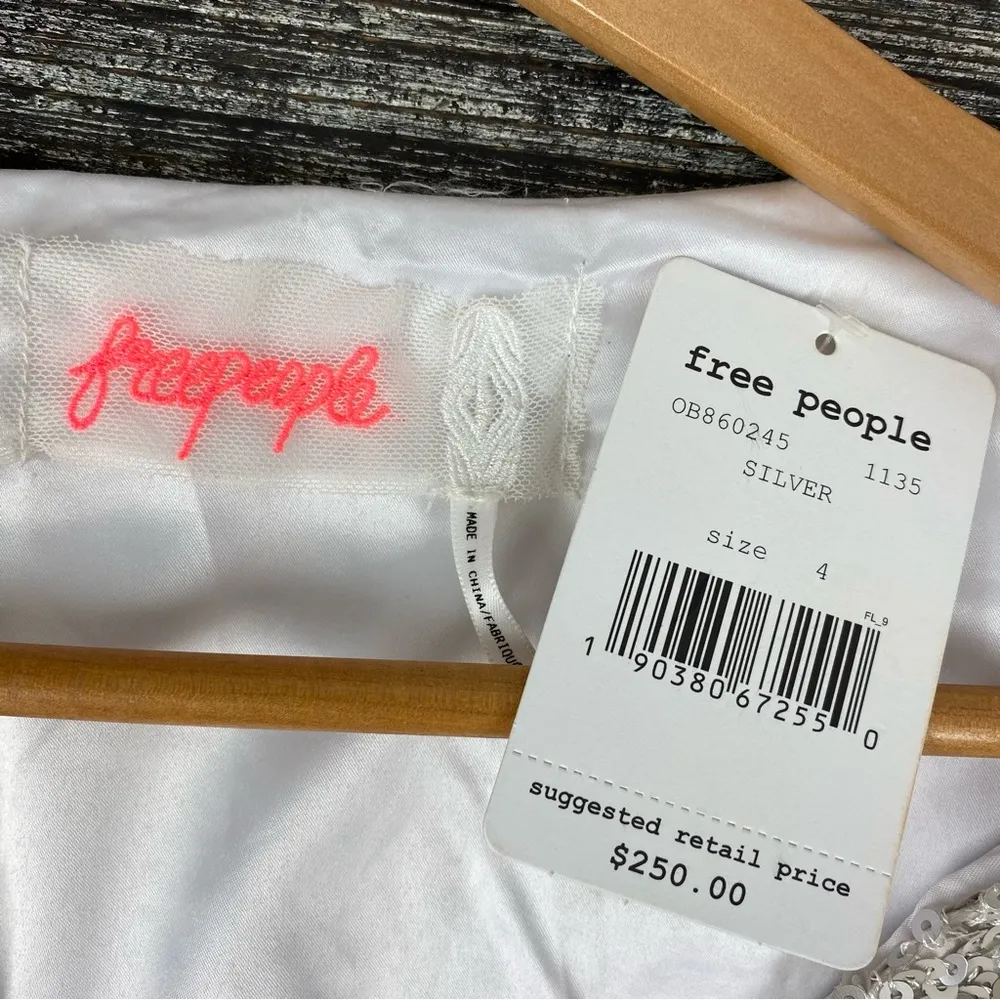 freepeople
MADE IN CHINA/FABRIQU
free people
OB860245 1135
SILVER
size 4
FL_9
1 90380 67255 0
suggested retail price
$250.00